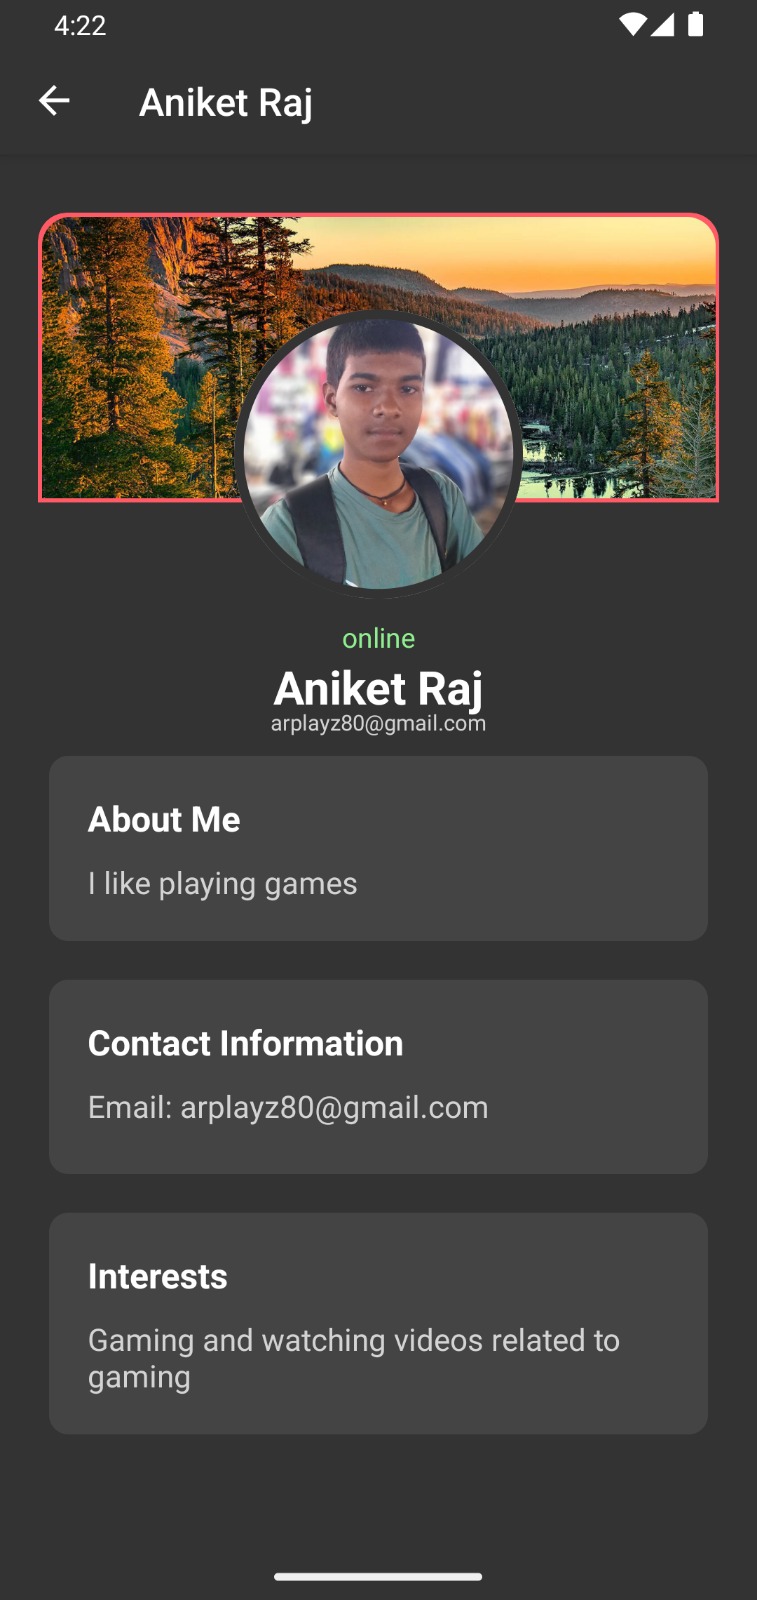 4:22
Aniket Raj
online
Aniket Raj
arplayz80@gmail.com
About Me
I like playing games
Contact Information
Email: arplayz80@gmail.com
Interests
Gaming and watching videos related to
gaming